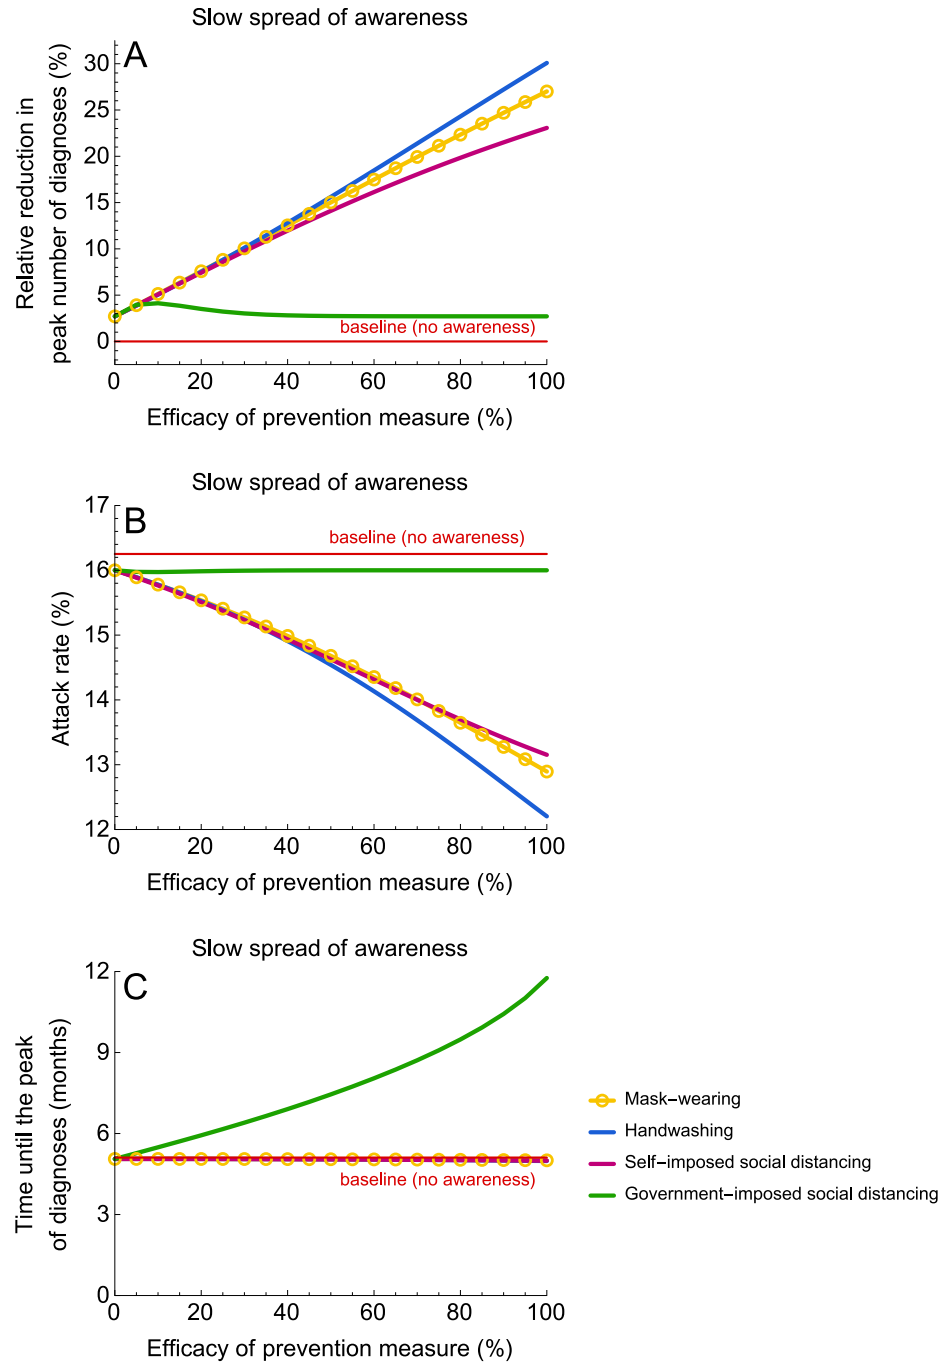 Slow spread of awareness
A
Relative reduction in
peak number of diagnoses (%)
30
25
20
15
10
5
0
baseline (no awareness)
0 20 40 60 80 100
Efficacy of prevention measure (%)
Slow spread of awareness
B
Attack rate (%)
17
16
15
14
13
12
baseline (no awareness)
0 20 40 60 80 100
Efficacy of prevention measure (%)
Slow spread of awareness
C
Time until the peak
of diagnoses (months)
12
9
6
3
0
baseline (no awareness)
0 20 40 60 80 100
Efficacy of prevention measure (%)
Mask–wearing
Handwashing
Self–imposed social distancing
Government–imposed social distancing